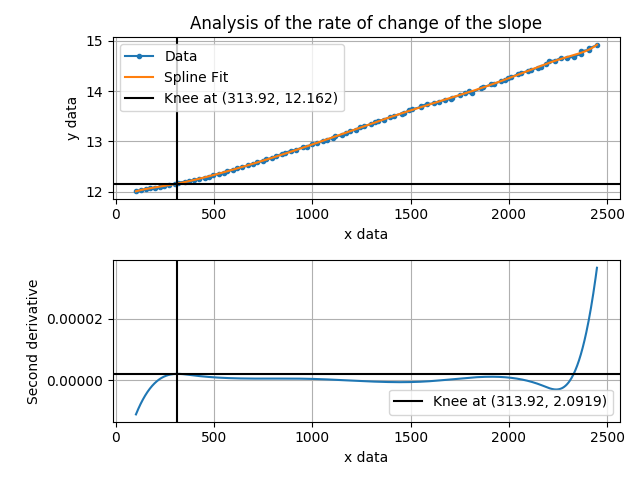 Analysis of the rate of change of the slope
15
14
13
12
y data
Data
Spline Fit
Knee at (313.92, 12.162)
0
500
1000
1500
2000
2500
x data
Second derivative
0.00002
0.00000
Knee at (313.92, 2.0919)
0
500
1000
1500
2000
2500
x data